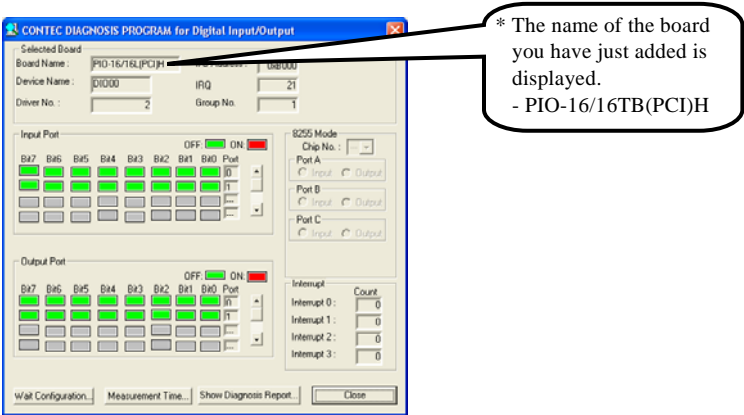 CONTEC DIAGNOSIS PROGRAM for Digital Input/Output
Selected Board
Board Name : PIO-16/16L(PCI)H I/O Address : 0xB000
Device Name : DIO00 IRQ 21
Driver No. : 2 Group No. 1
* The name of the board
you have just added is
displayed.
- PIO-16/16TB(PCI)H
Input Port
OFF: ON:
Bit7 Bit6 Bit5 Bit4 Bit3 Bit2 Bit1 Bit0 Port
0
1
...
...
8255 Mode
Chip No. : ---
Port A
Input Output
Port B
Input Output
Port C
Input Output
Output Port
OFF: ON:
Bit7 Bit6 Bit5 Bit4 Bit3 Bit2 Bit1 Bit0 Port
0
1
...
...
Interrupt
Count
Interrupt 0 : 0
Interrupt 1 : 0
Interrupt 2 : 0
Interrupt 3 : 0
Wait Configuration... Measurement Time... Show Diagnosis Report... Close